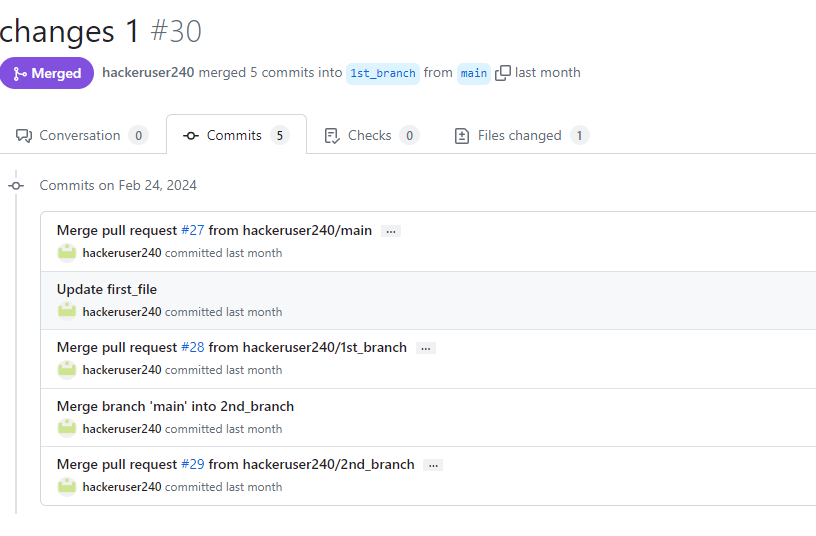 changes 1 #30
Merged hackeruser240 merged 5 commits into 1st_branch from main last month
Conversation 0 Commits 5 Checks 0 Files changed 1
Commits on Feb 24, 2024
Merge pull request #27 from hackeruser240/main ...
hackeruser240 committed last month
Update first_file
hackeruser240 committed last month
Merge pull request #28 from hackeruser240/1st_branch ...
hackeruser240 committed last month
Merge branch 'main' into 2nd_branch
hackeruser240 committed last month
Merge pull request #29 from hackeruser240/2nd_branch ...
hackeruser240 committed last month